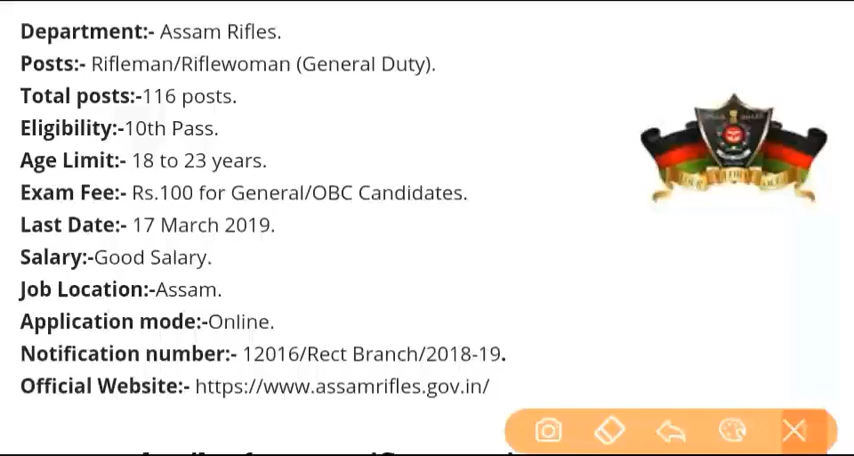 Department:- Assam Rifles.
Posts:- Rifleman/Riflewoman (General Duty).
Total posts:-116 posts.
Eligibility:-10th Pass.
Age Limit:- 18 to 23 years.
Exam Fee:- Rs.100 for General/OBC Candidates.
Last Date:- 17 March 2019.
Salary:-Good Salary.
Job Location:-Assam.
Application mode:-Online.
Notification number:- 12016/Rect Branch/2018-19.
Official Website:- https://www.assamrifles.gov.in/